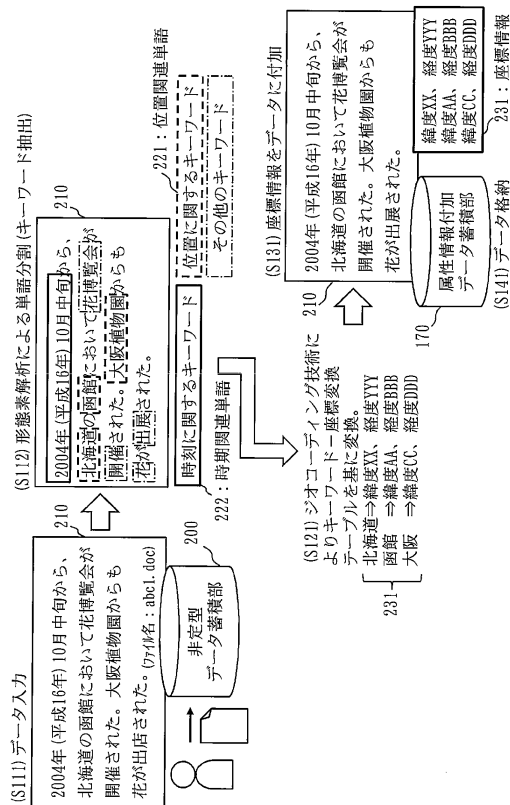 (S111) データ入力
210
2004年(平成16年)10月中旬から、
北海道の函館において花博覧会が
開催された。大阪植物園からも
花が出店された。(ファイル名：abc1.doc)
非定型
データ蓄積部
200
(S112) 形態素解析による単語分割(キーワード抽出)
210
2004年(平成16年)10月中旬から、
北海道の函館において花博覧会が
開催された。大阪植物園からも
花が出展された。
時刻に関するキーワード
位置に関するキーワード
その他のキーワード
222：時期関連単語
221：位置関連単語
(S121) ジオコーディング技術に
よりキーワード－座標変換
テーブルを基に変換。
北海道⇒緯度XX、経度YYY
函館　⇒緯度AA、経度BBB
大阪　⇒緯度CC、経度DDD
231
(S131) 座標情報をデータに付加
210
2004年(平成16年)10月中旬から、
北海道の函館において花博覧会が
開催された。大阪植物園からも
花が出展された。
緯度XX、経度YYY
緯度AA、経度BBB
緯度CC、経度DDD
231：座標情報
属性情報付加
データ蓄積部
170
(S141) データ格納